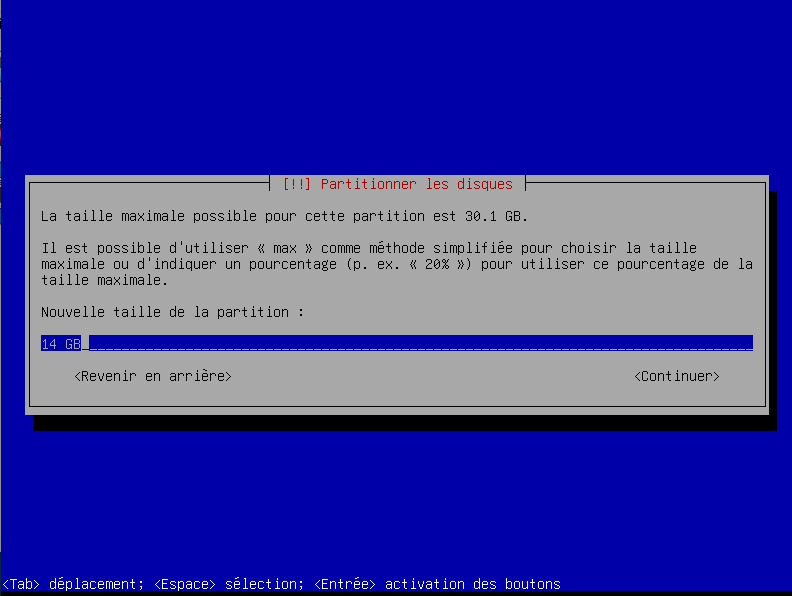 [!!] Partitionner les disques
La taille maximale possible pour cette partition est 30.1 GB.
Il est possible d'utiliser « max » comme méthode simplifiée pour choisir la taille
maximale ou d'indiquer un pourcentage (p. ex. « 20% ») pour utiliser ce pourcentage de la
taille maximale.
Nouvelle taille de la partition :
14 GB
<Revenir en arrière> <Continuer>
<Tab> déplacement; <Espace> sélection; <Entrée> activation des boutons